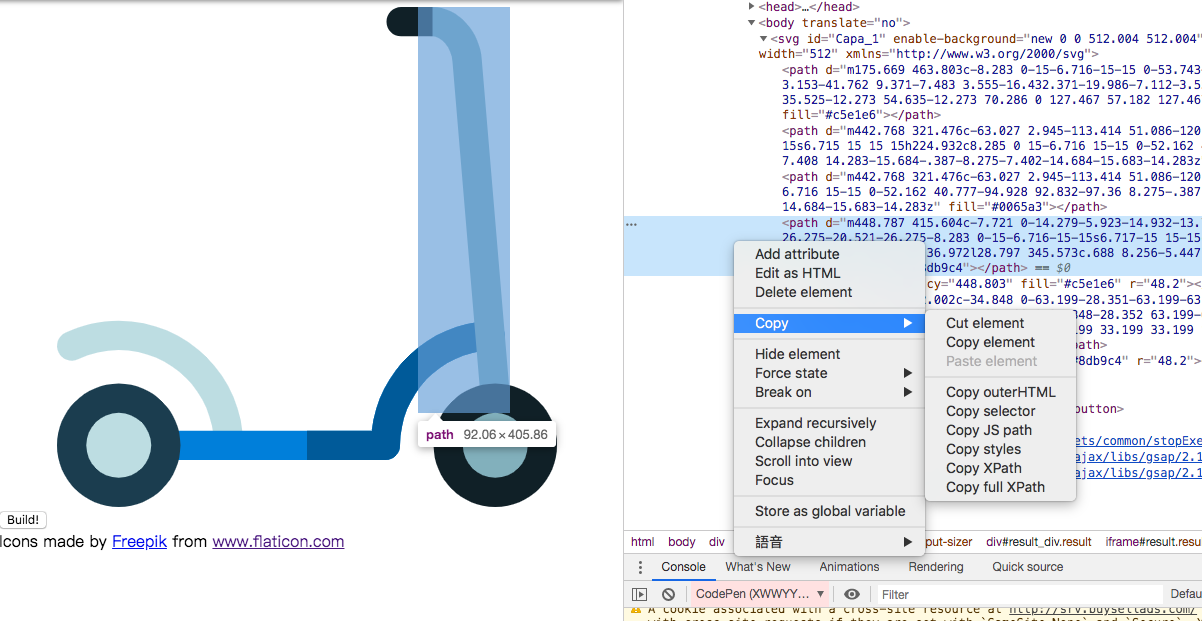 Build!
Icons made by Freepik from www.flaticon.com
path 92.06×405.86
<head>…</head>
<body translate="no">
<svg id="Capa_1" enable-background="new 0 0 512.004 512.004"
width="512" xmlns="http://www.w3.org/2000/svg">
<path d="m175.669 463.803c-8.283 0-15-6.716-15-15 0-53.743
3.153-41.762 9.371-7.483 3.555-16.432.371-19.986-7.112-3.
35.525-12.273 54.635-12.273 70.286 0 127.467 57.182 127.46
fill="#c5e1e6"></path>
<path d="m442.768 321.476c-63.027 2.945-113.414 51.086-120
15s6.715 15 15 15h224.932c8.285 0 15-6.716 15-15 0-52.162
7.408 14.283-15.684-.387-8.275-7.402-14.684-15.683-14.283z
<path d="m442.768 321.476c-63.027 2.945-113.414 51.086-120
6.716 15-15 0-52.162 40.777-94.928 92.832-97.36 8.275-.387
14.684-15.683-14.283z" fill="#0065a3"></path>
… <path d="m448.787 415.604c-7.721 0-14.279-5.923-14.932-13.
26.275-20.521-26.275-8.283 0-15-6.716-15-15s6.717-15 15-15
36.972l28.797 345.573c.688 8.256-5.447
8db9c4"></path> == $0
cy="448.803" fill="#c5e1e6" r="48.2"><
.002c-34.848 0-63.199-28.351-63.199-63
848-28.352 63.199-
99 33.199 33.199
path>
#8db9c4" r="48.2">
button>
ets/common/stopExe
ajax/libs/gsap/2.1
ajax/libs/gsap/2.1
Add attribute
Edit as HTML
Delete element
Copy
Hide element
Force state
Break on
Expand recursively
Collapse children
Scroll into view
Focus
Store as global variable
語音
Cut element
Copy element
Paste element
Copy outerHTML
Copy selector
Copy JS path
Copy styles
Copy XPath
Copy full XPath
html body div put-sizer div#result_div.result iframe#result.resu
Console What's New Animations Rendering Quick source
CodePen (XWWYY... Filter Defau
A cookie associated with a cross-site resource at http://srv.buysellads.com/